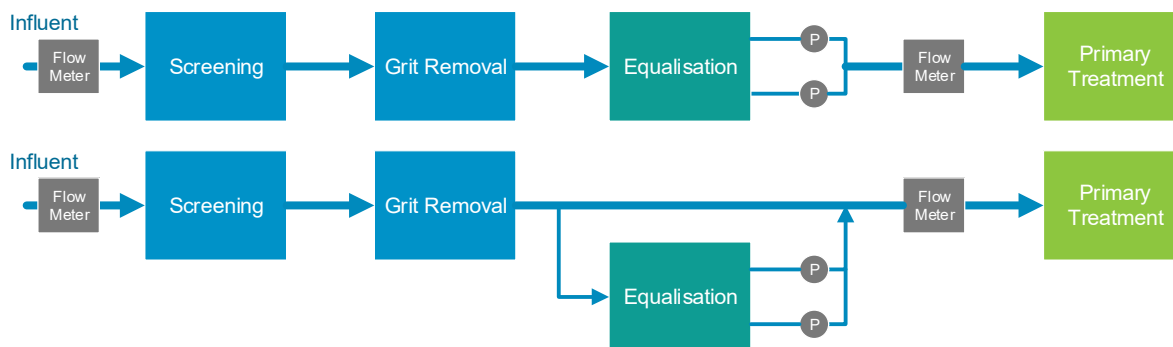 Influent
Flow
Meter
Screening
Grit Removal
Equalisation
P
P
Flow
Meter
Primary
Treatment
Influent
Flow
Meter
Screening
Grit Removal
Flow
Meter
Primary
Treatment
Equalisation
P
P